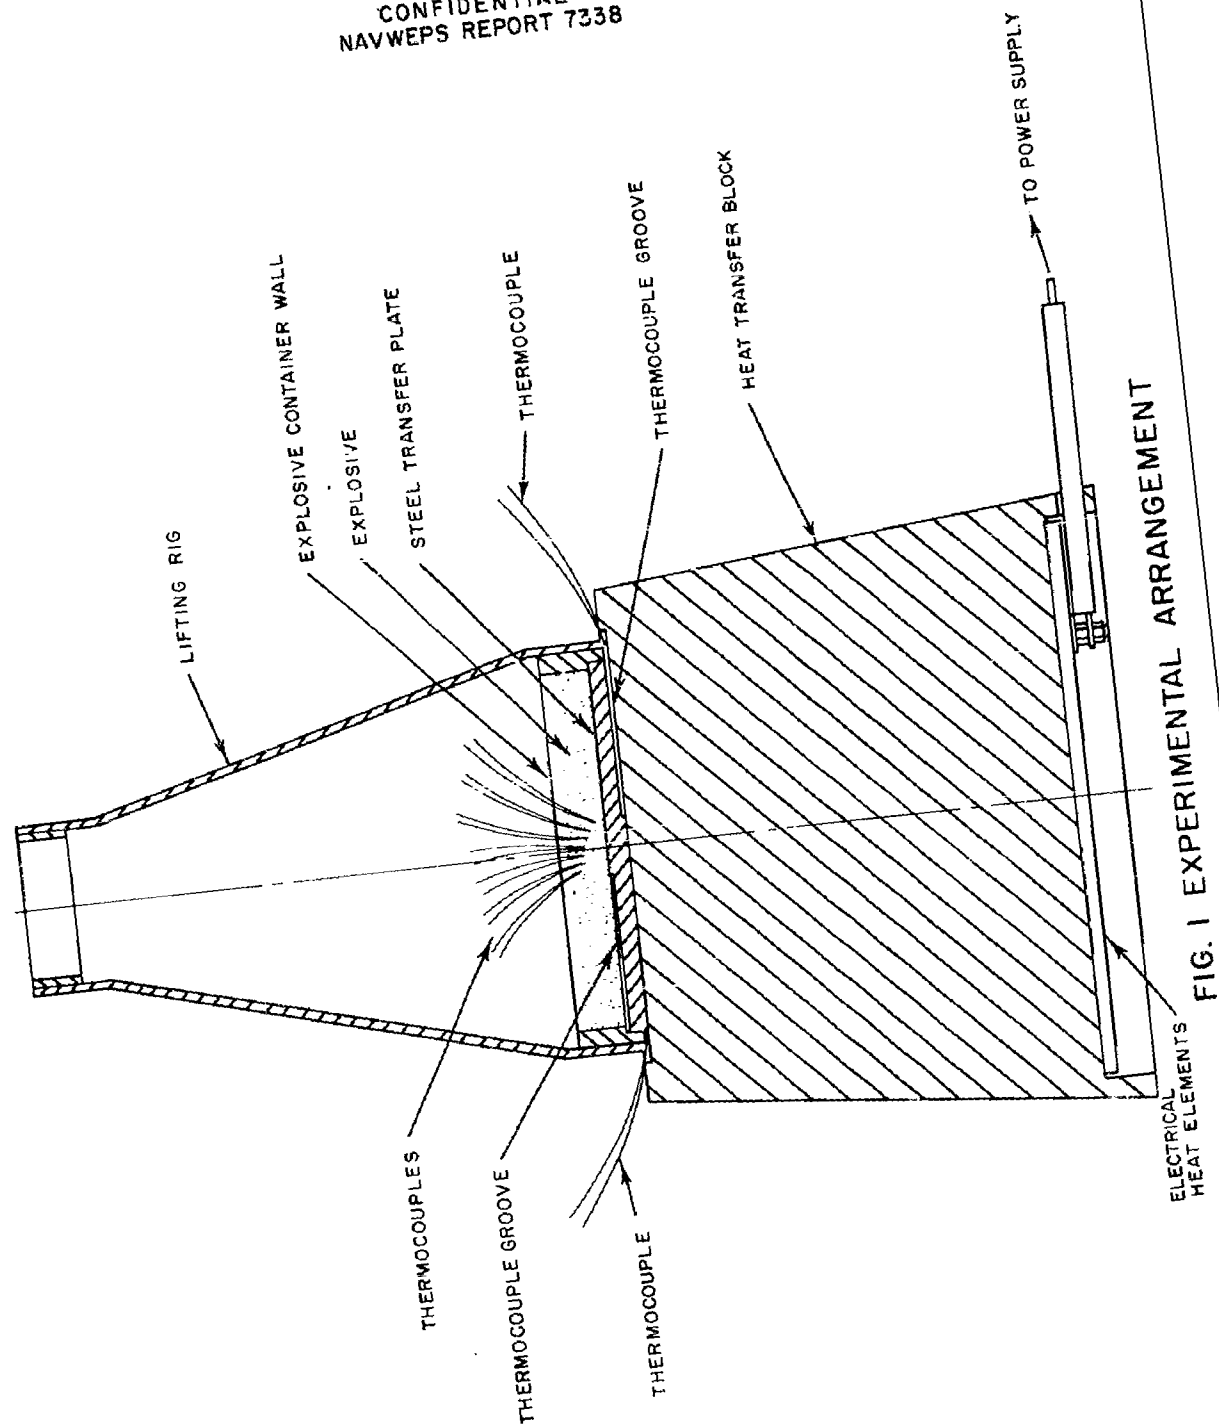 CONFIDENTIAL
NAVWEPS REPORT 7338
LIFTING RIG
EXPLOSIVE CONTAINER WALL
EXPLOSIVE
STEEL TRANSFER PLATE
THERMOCOUPLE
THERMOCOUPLE GROOVE
HEAT TRANSFER BLOCK
TO POWER SUPPLY
THERMOCOUPLES
THERMOCOUPLE GROOVE
THERMOCOUPLE
ELECTRICAL
HEAT ELEMENTS
FIG. 1 EXPERIMENTAL ARRANGEMENT